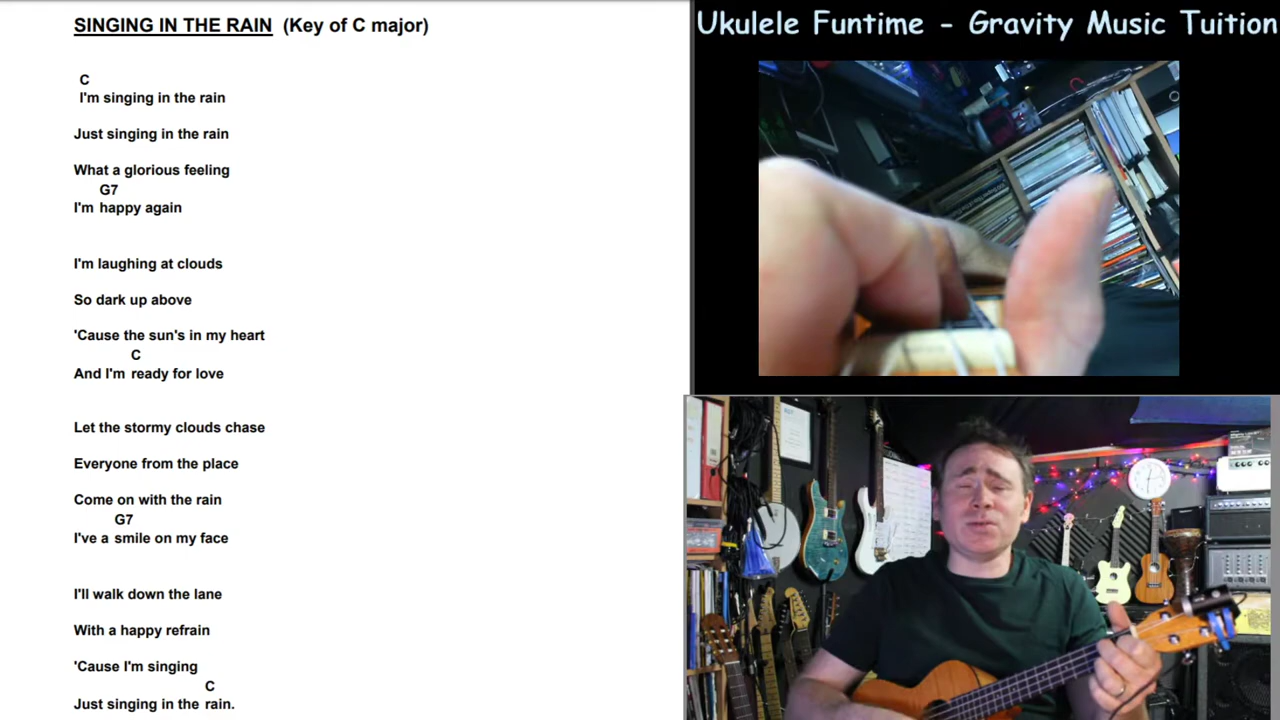 SINGING IN THE RAIN (Key of C major)
C
I'm singing in the rain
Just singing in the rain
What a glorious feeling
G7
I'm happy again
I'm laughing at clouds
So dark up above
'Cause the sun's in my heart
C
And I'm ready for love
Let the stormy clouds chase
Everyone from the place
Come on with the rain
G7
I've a smile on my face
I'll walk down the lane
With a happy refrain
'Cause I'm singing
C
Just singing in the rain.
Ukulele Funtime - Gravity Music Tuition